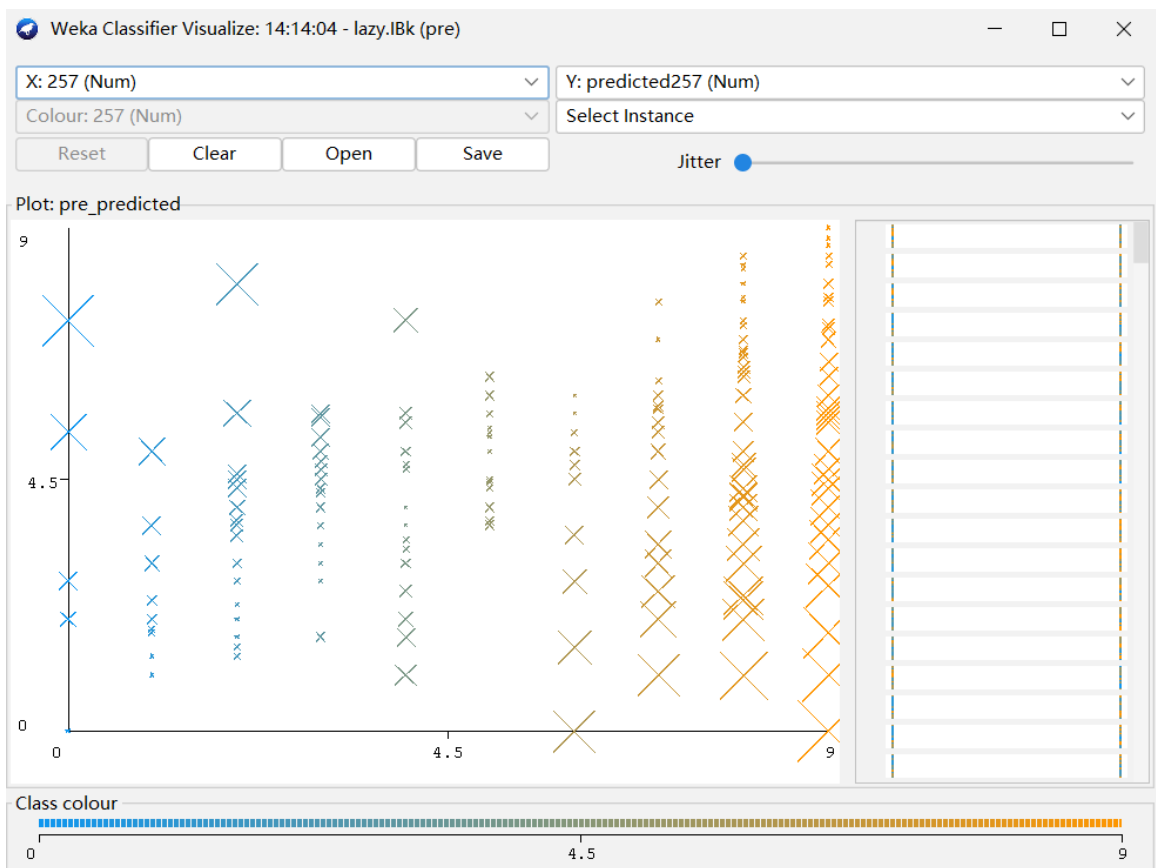 Weka Classifier Visualize: 14:14:04 - lazy.IBk (pre)
X: 257 (Num)
Y: predicted257 (Num)
Colour: 257 (Num)
Select Instance
Reset
Clear
Open
Save
Jitter
Plot: pre_predicted
9
4.5
0
0
4.5
9
Class colour
0
4.5
9